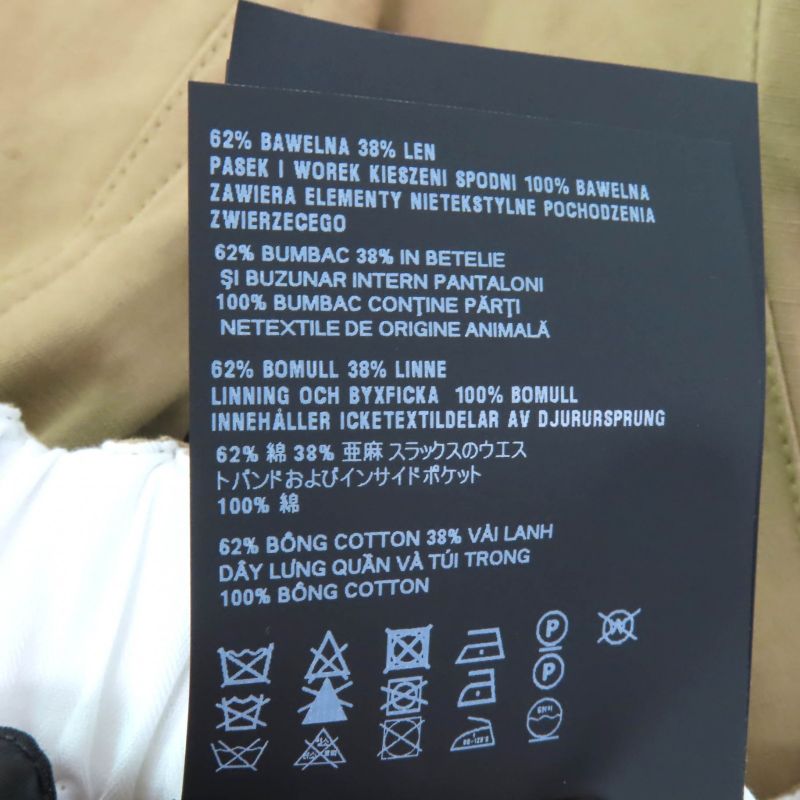 62% BAWELNA 38% LEN
PASEK I WOREK KIESZENI SPODNI 100% BAWELNA
ZAWIERA ELEMENTY NIETEKSTYLNE POCHODZENIA
ZWIERZECEGO
62% BUMBAC 38% IN BETELIE
ŞI BUZUNAR INTERN PANTALONI
100% BUMBAC CONŢINE PĂRŢI
NETEXTILE DE ORIGINE ANIMALĂ
62% BOMULL 38% LINNE
LINNING OCH BYXFICKA 100% BOMULL
INNEHÅLLER ICKETEXTILDELAR AV DJURURSPRUNG
62% 綿 38% 亜麻 スラックスのウエス
トバンドおよびインサイドポケット
100% 綿
62% BÔNG COTTON 38% VẢI LANH
DÂY LƯNG QUẦN VÀ TÚI TRONG
100% BÔNG COTTON
P W
P